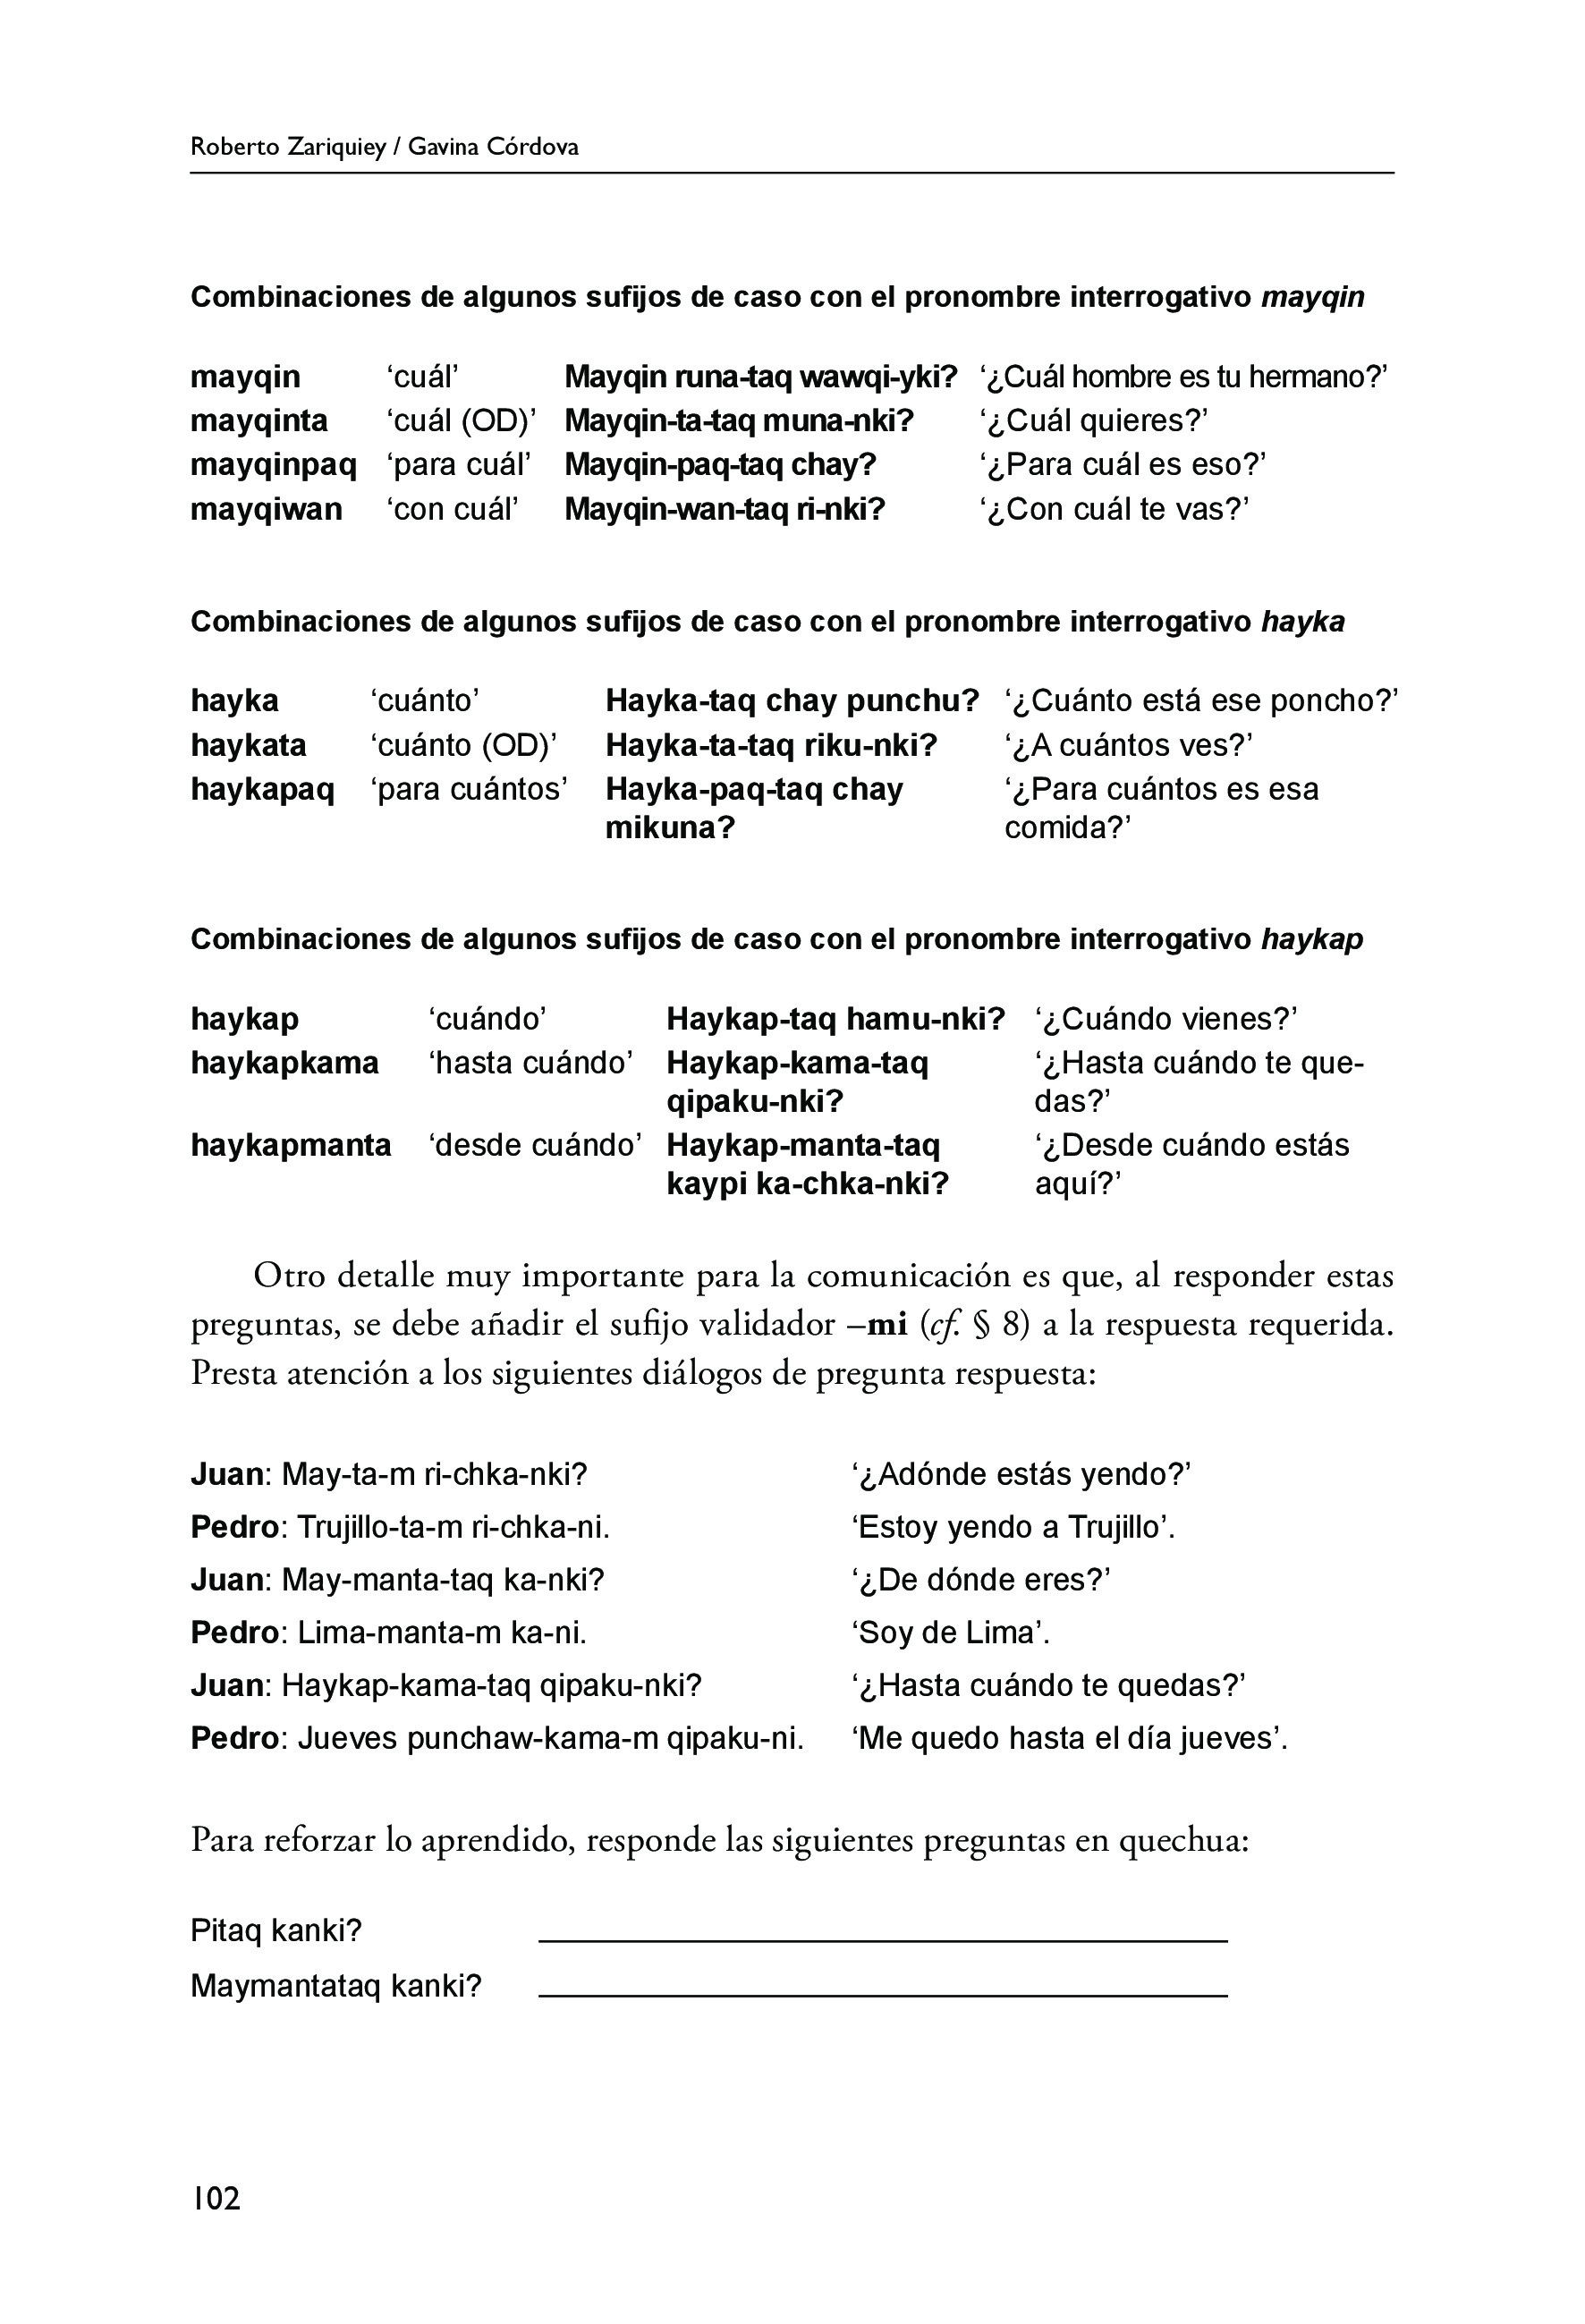 Roberto Zariquiey / Gavina Córdova
Combinaciones de algunos sufijos de caso con el pronombre interrogativo mayqin
mayqin ‘cuál’ Mayqin runa-taq wawqi-yki? ‘¿Cuál hombre es tu hermano?’
mayqinta ‘cuál (OD)’ Mayqin-ta-taq muna-nki? ‘¿Cuál quieres?’
mayqinpaq ‘para cuál’ Mayqin-paq-taq chay? ‘¿Para cuál es eso?’
mayqiwan ‘con cuál’ Mayqin-wan-taq ri-nki? ‘¿Con cuál te vas?’
Combinaciones de algunos sufijos de caso con el pronombre interrogativo hayka
hayka ‘cuánto’ Hayka-taq chay punchu? ‘¿Cuánto está ese poncho?’
haykata ‘cuánto (OD)’ Hayka-ta-taq riku-nki? ‘¿A cuántos ves?’
haykapaq ‘para cuántos’ Hayka-paq-taq chay ‘¿Para cuántos es esa
mikuna? comida?’
Combinaciones de algunos sufijos de caso con el pronombre interrogativo haykap
haykap ‘cuándo’ Haykap-taq hamu-nki? ‘¿Cuándo vienes?’
haykapkama ‘hasta cuándo’ Haykap-kama-taq ‘¿Hasta cuándo te que-
qipaku-nki? das?’
haykapmanta ‘desde cuándo’ Haykap-manta-taq ‘¿Desde cuándo estás
kaypi ka-chka-nki? aquí?’
Otro detalle muy importante para la comunicación es que, al responder estas
preguntas, se debe añadir el sufijo validador –mi (cf. § 8) a la respuesta requerida.
Presta atención a los siguientes diálogos de pregunta respuesta:
Juan: May-ta-m ri-chka-nki? ‘¿Adónde estás yendo?’
Pedro: Trujillo-ta-m ri-chka-ni. ‘Estoy yendo a Trujillo’.
Juan: May-manta-taq ka-nki? ‘¿De dónde eres?’
Pedro: Lima-manta-m ka-ni. ‘Soy de Lima’.
Juan: Haykap-kama-taq qipaku-nki? ‘¿Hasta cuándo te quedas?’
Pedro: Jueves punchaw-kama-m qipaku-ni. ‘Me quedo hasta el día jueves’.
Para reforzar lo aprendido, responde las siguientes preguntas en quechua:
Pitaq kanki?
Maymantataq kanki?
102